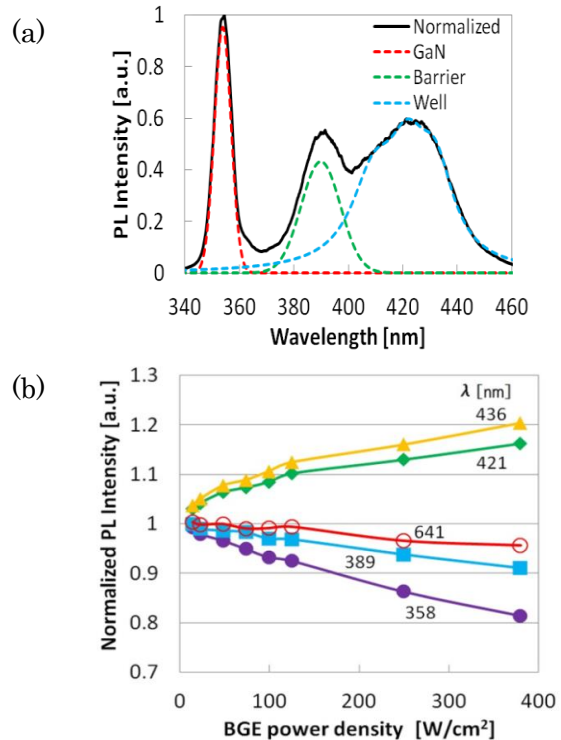 (a)
PL Intensity [a.u.]
1
0.8
0.6
0.4
0.2
0
Normalized
GaN
Barrier
Well
340 360 380 400 420 440 460
Wavelength [nm]
(b)
Normalized PL Intensity [a.u.]
1.3
1.2
1.1
1
0.9
0.8
0.7
λ [nm]
436
421
641
389
358
0 100 200 300 400
BGE power density [W/cm²]